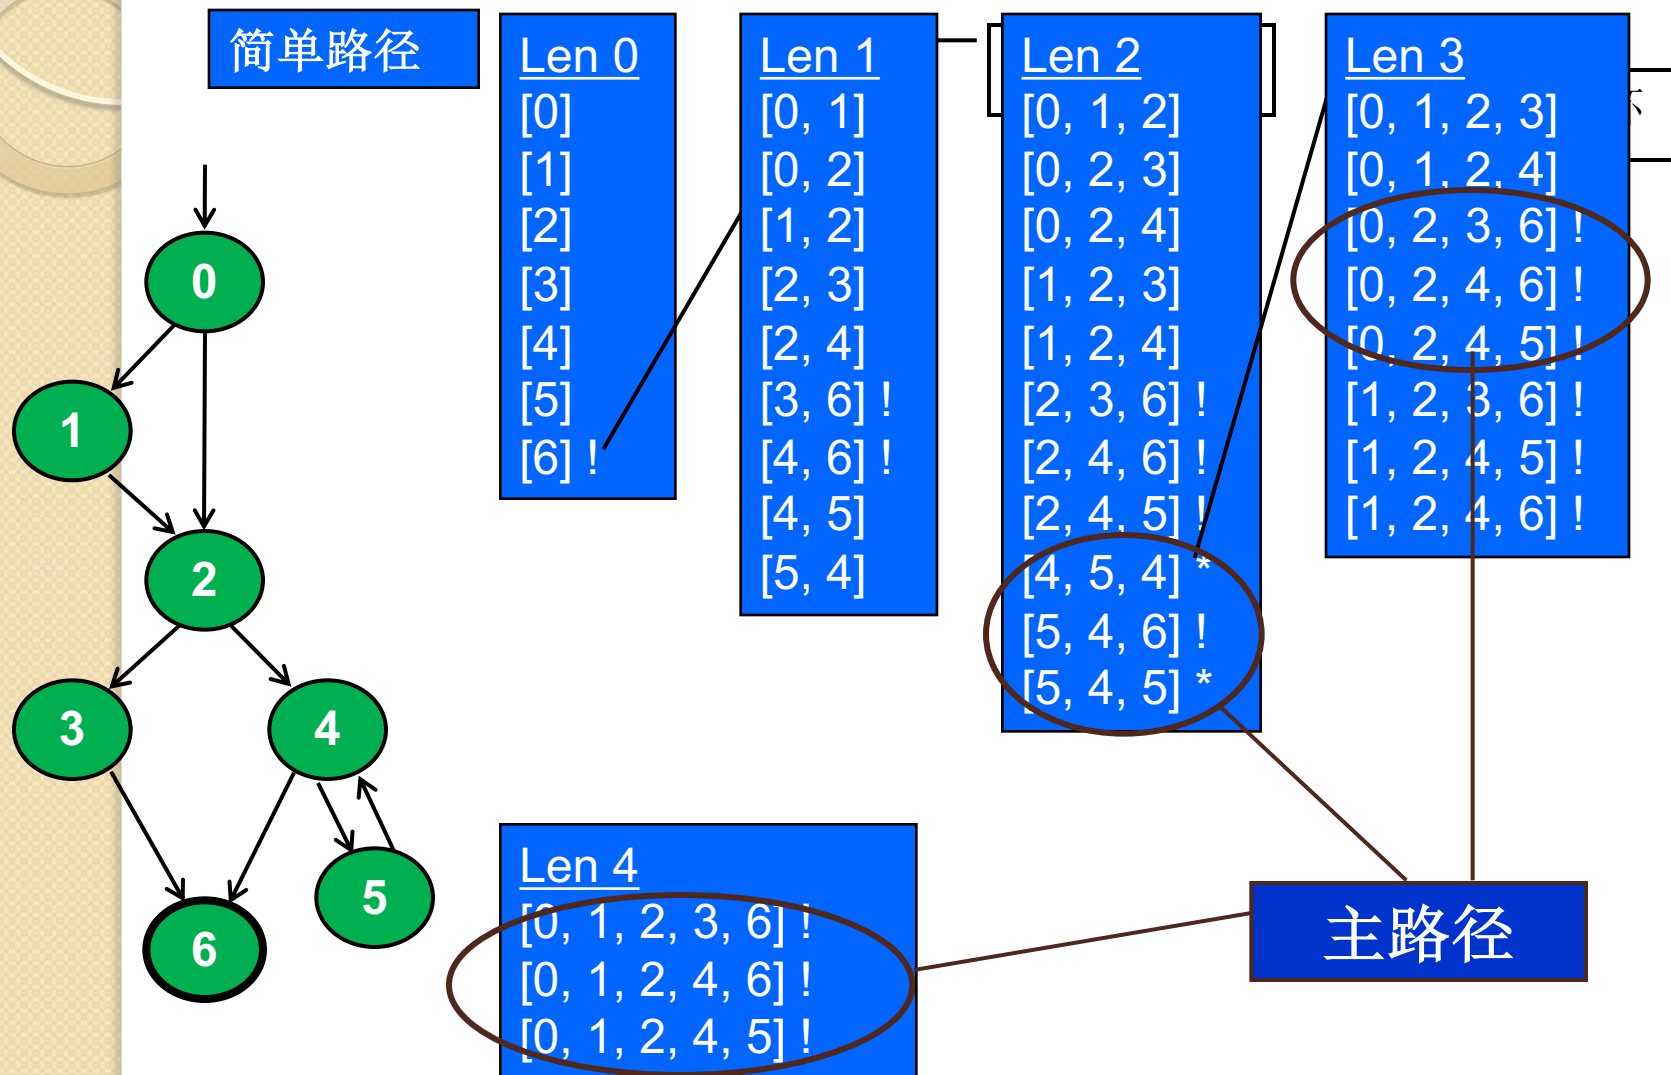 简单路径
Len 0
[0]
[1]
[2]
[3]
[4]
[5]
[6] !
Len 1
[0, 1]
[0, 2]
[1, 2]
[2, 3]
[2, 4]
[3, 6] !
[4, 6] !
[4, 5]
[5, 4]
Len 2
[0, 1, 2]
[0, 2, 3]
[0, 2, 4]
[1, 2, 3]
[1, 2, 4]
[2, 3, 6] !
[2, 4, 6] !
[2, 4, 5] !
[4, 5, 4] *
[5, 4, 6] !
[5, 4, 5] *
Len 3
[0, 1, 2, 3]
[0, 1, 2, 4]
[0, 2, 3, 6] !
[0, 2, 4, 6] !
[0, 2, 4, 5] !
[1, 2, 3, 6] !
[1, 2, 4, 5] !
[1, 2, 4, 6] !
0
1
2
3
4
5
6
Len 4
[0, 1, 2, 3, 6] !
[0, 1, 2, 4, 6] !
[0, 1, 2, 4, 5] !
主路径